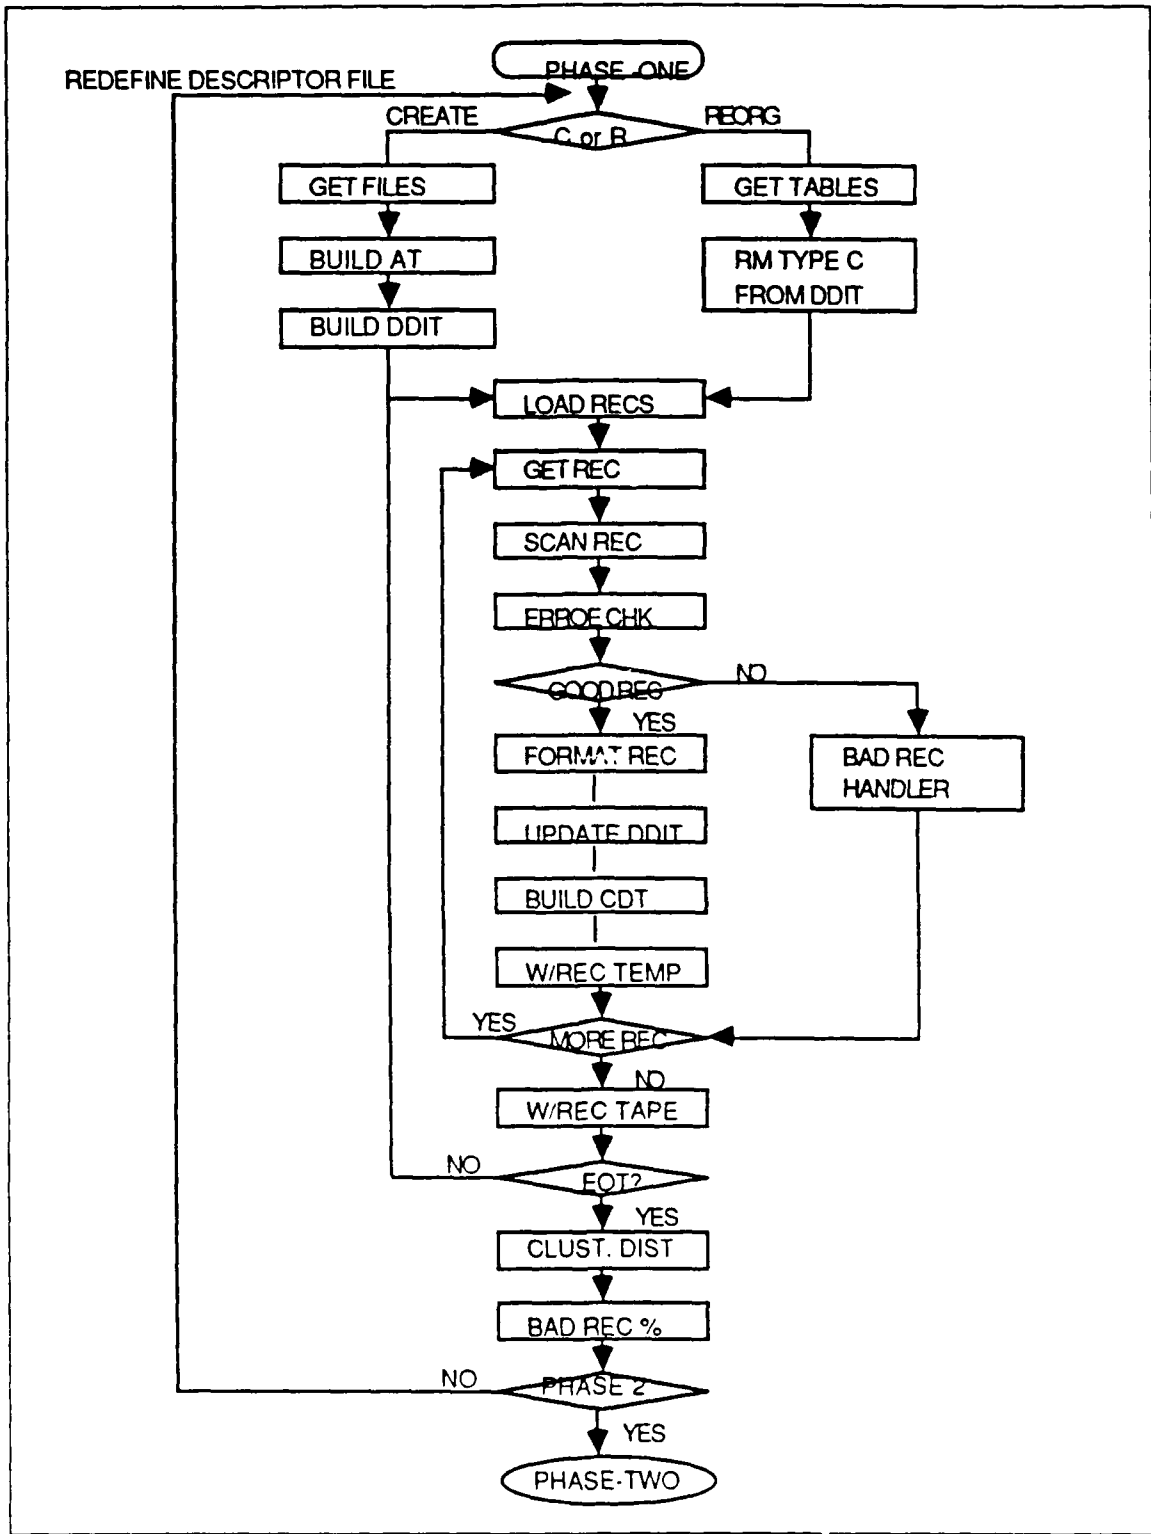 PHASE-ONE
REDEFINE DESCRIPTOR FILE
CREATE
C or R
REORG
GET FILES
GET TABLES
BUILD AT
RM TYPE C
FROM DDIT
BUILD DDIT
LOAD RECS
GET REC
SCAN REC
ERROE CHK
GOOD REC
NO
YES
FORMAT REC
BAD REC
HANDLER
UPDATE DDIT
BUILD CDT
W/REC TEMP
YES
MORE REC
NO
W/REC TAPE
NO
EOT?
YES
CLUST. DIST
BAD REC %
NO
PHASE 2
YES
PHASE-TWO